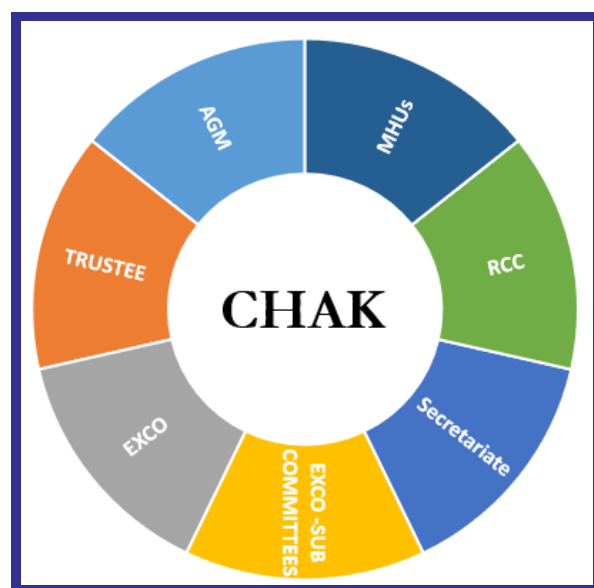 AGM
MHUs
TRUSTEE
RCC
CHAK
EXCO
Secretariate
EXCO -SUB
COMMITTEES